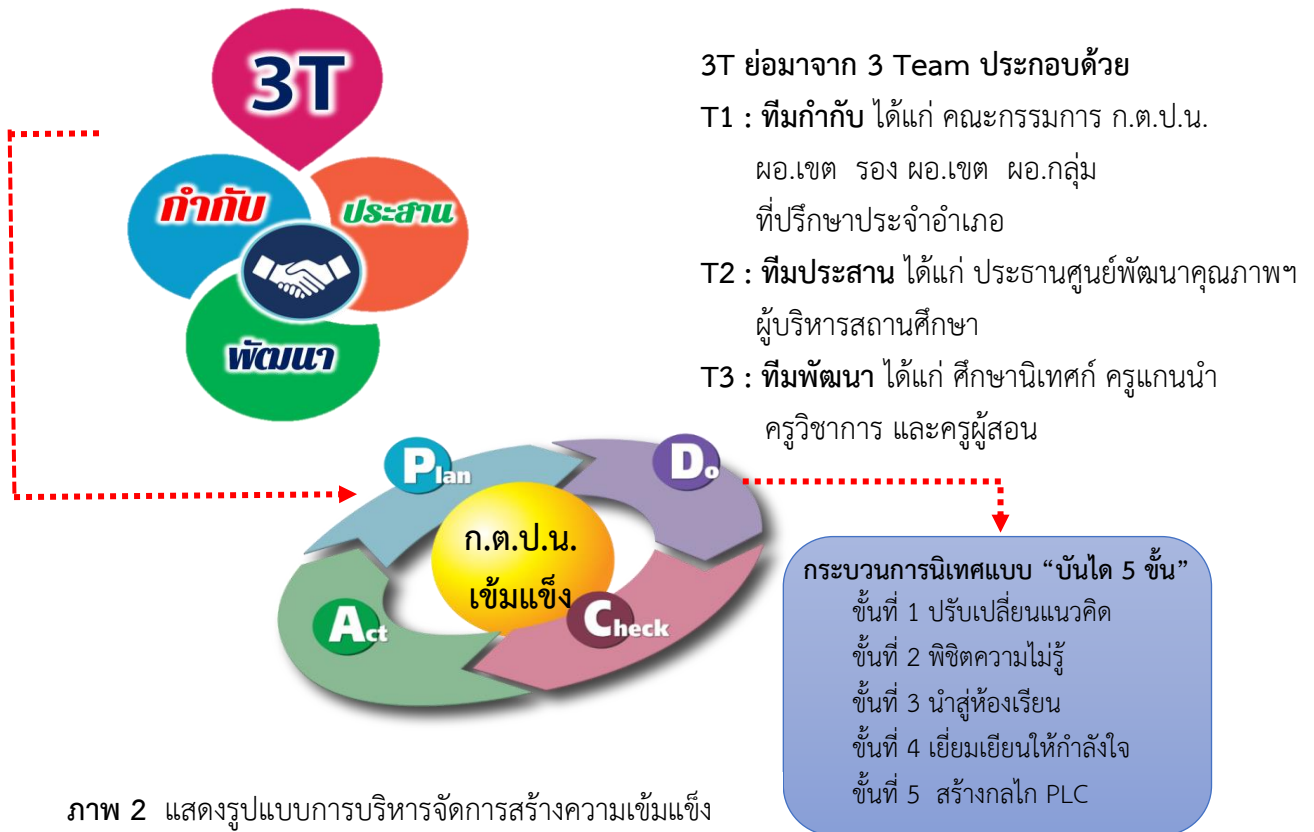 3T
กำกับ
ประสาน
พัฒนา
3T ย่อมาจาก 3 Team ประกอบด้วย
T1 : ทีมกำกับ ได้แก่ คณะกรรมการ ก.ต.ป.น.
ผอ.เขต รอง ผอ.เขต ผอ.กลุ่ม
ที่ปรึกษาประจำอำเภอ
T2 : ทีมประสาน ได้แก่ ประธานศูนย์พัฒนาคุณภาพฯ
ผู้บริหารสถานศึกษา
T3 : ทีมพัฒนา ได้แก่ ศึกษานิเทศก์ ครูแกนนำ
ครูวิชาการ และครูผู้สอน
Plan
Do
ก.ต.ป.น.
เข้มแข็ง
Act
Check
กระบวนการนิเทศแบบ “บันได 5 ขั้น”
ขั้นที่ 1 ปรับเปลี่ยนแนวคิด
ขั้นที่ 2 พิชิตความไม่รู้
ขั้นที่ 3 นำสู่ห้องเรียน
ขั้นที่ 4 เยี่ยมเยียนให้กำลังใจ
ขั้นที่ 5 สร้างกลไก PLC
ภาพ 2 แสดงรูปแบบการบริหารจัดการสร้างความเข้มแข็ง